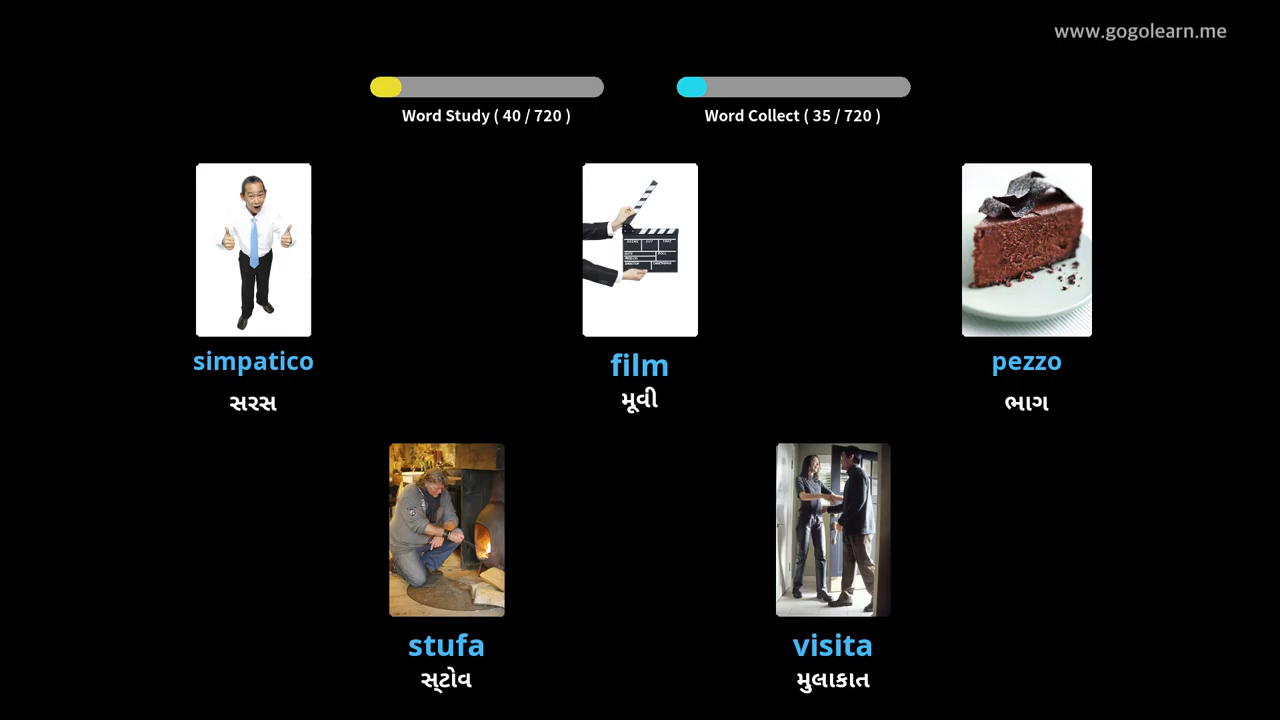 www.gogolearn.me
Word Study ( 40 / 720 )
Word Collect ( 35 / 720 )
simpatico
film
pezzo
સરસ
મૂવી
ભાગ
stufa
visita
સ્ટોવ
મુલાકાત